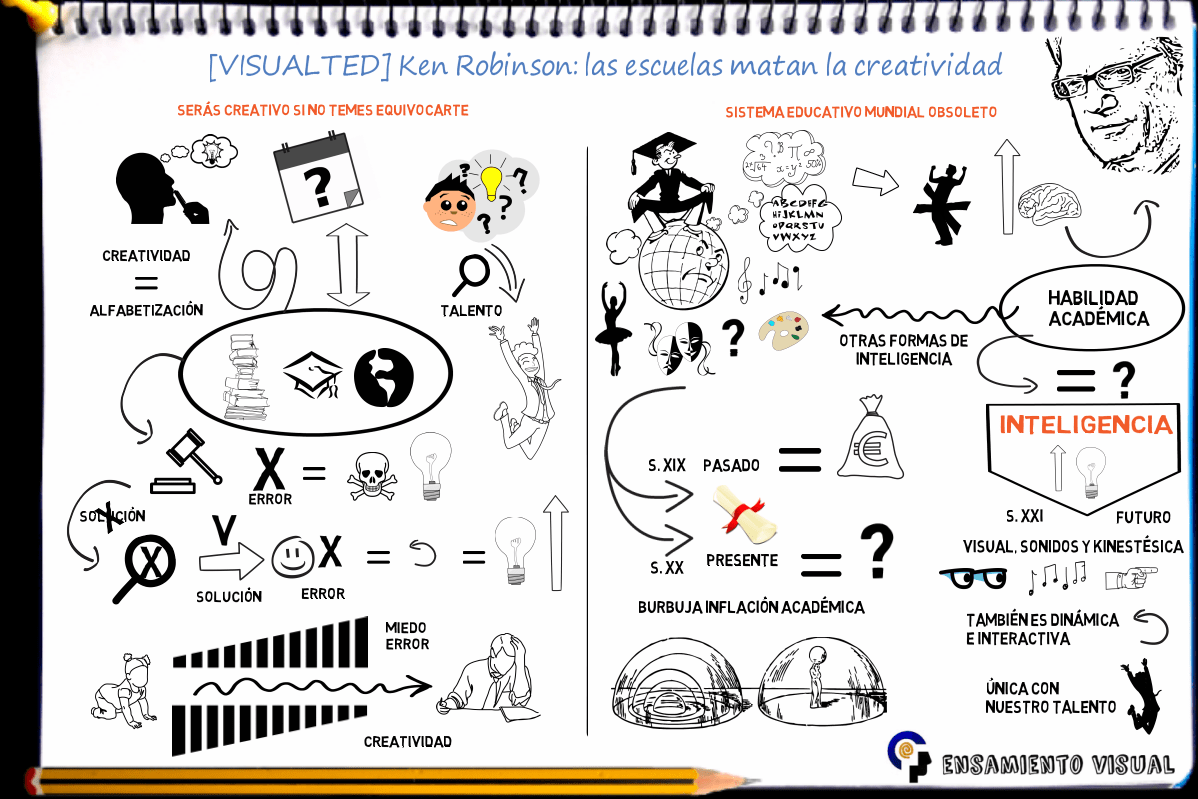 [VISUALTED] Ken Robinson: las escuelas matan la creatividad
SERÁS CREATIVO SI NO TEMES EQUIVOCARTE
?
? ? ? ?
CREATIVIDAD
=
ALFABETIZACIÓN
TALENTO
X
ERROR
=
SOLUCIÓN
X
X
V
SOLUCIÓN
X
ERROR
=
=
MIEDO
ERROR
CREATIVIDAD
SISTEMA EDUCATIVO MUNDIAL OBSOLETO
ABCDEFG
HIJKLMN
OPQRSTU
VWXYZ
HABILIDAD
ACADÉMICA
?
OTRAS FORMAS DE
INTELIGENCIA
= ?
INTELIGENCIA
S. XIX PASADO
=
€
S. XX
PRESENTE
= ?
BURBUJA INFLACIÓN ACADÉMICA
S. XXI
FUTURO
VISUAL, SONIDOS Y KINESTÉSICA
TAMBIÉN ES DINÁMICA
E INTERACTIVA
ÚNICA CON
NUESTRO TALENTO
ENSAMIENTO VISUAL